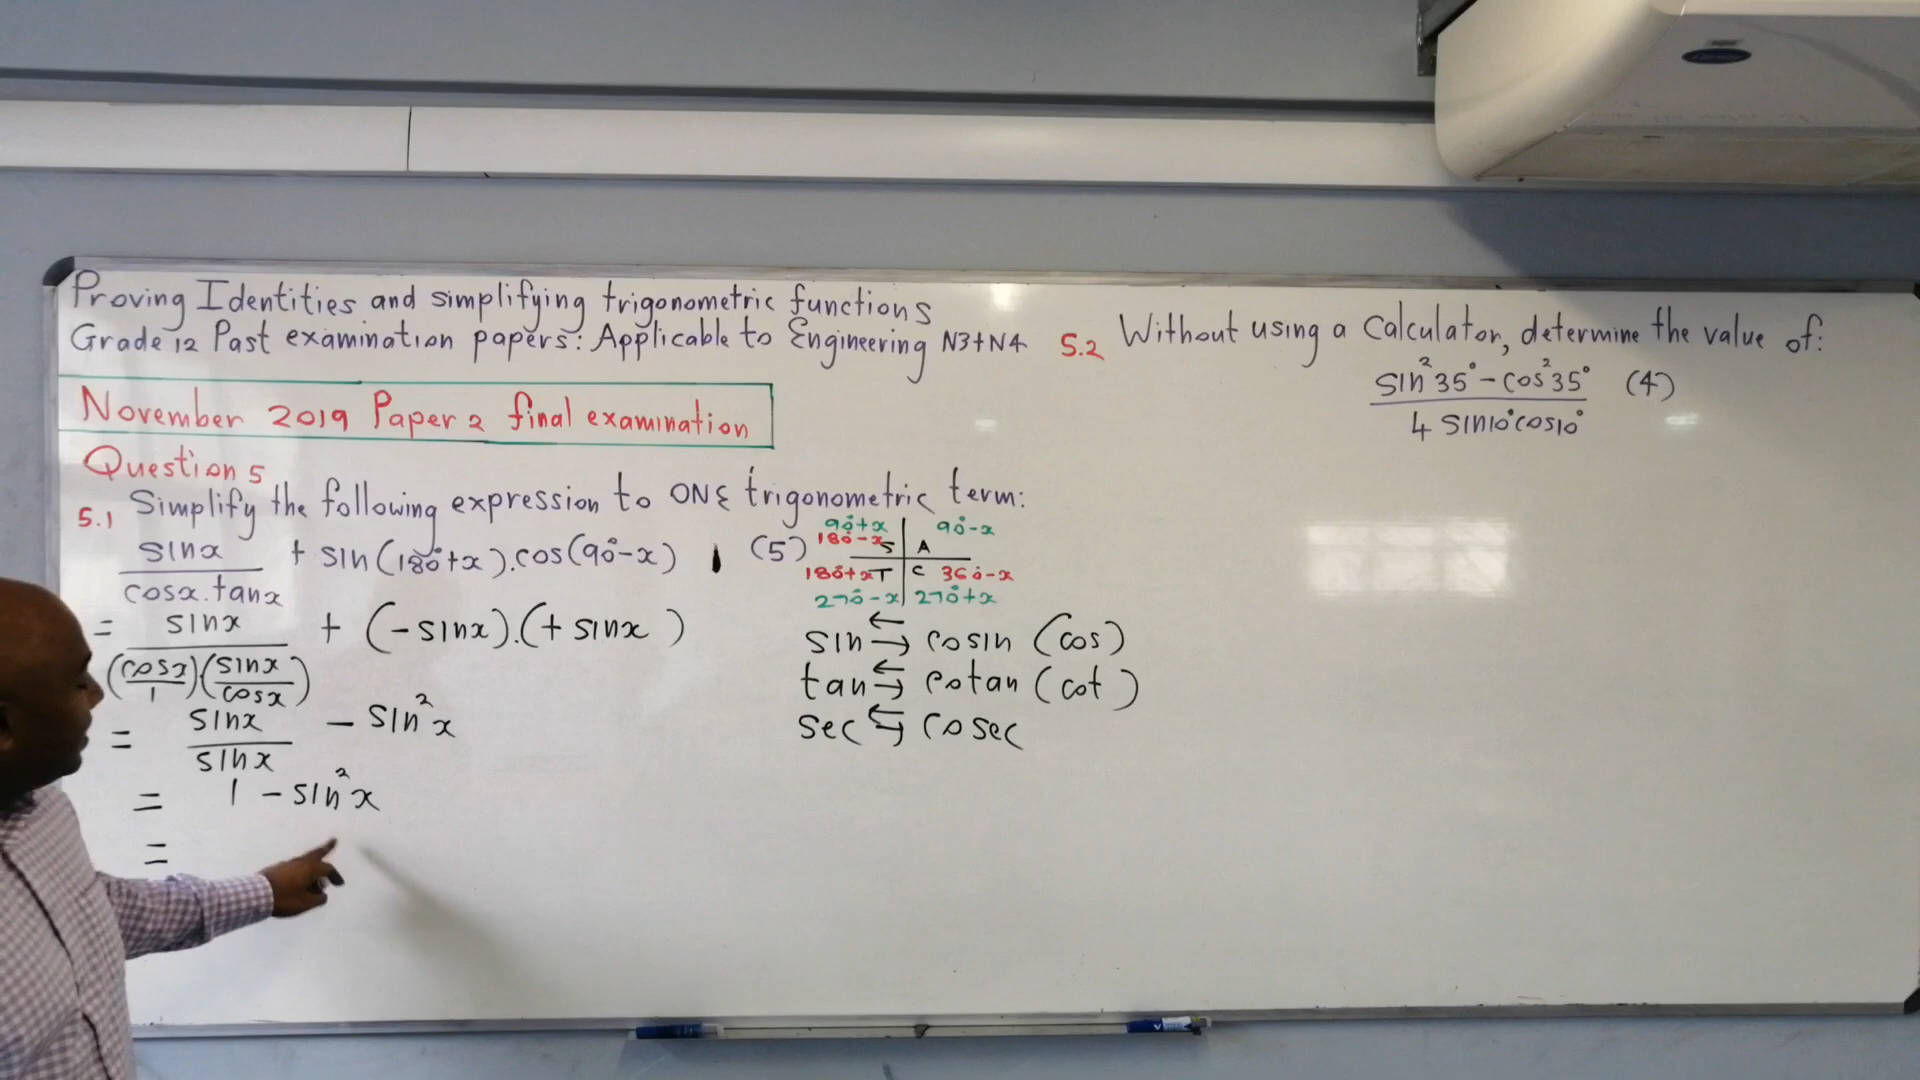 Proving Identities and simplifying trigonometric functions
Grade 12 Past examination papers: Applicable to Engineering N3+N4
November 2019 Paper 2 final examination
Question 5
5.1 Simplify the following expression to ONE trigonometric term:
sinx / cosx.tanx + sin(180°+x).cos(90°-x) (5)
= sinx / (cosx/1)(sinx/cosx) + (-sinx).(+sinx)
= sinx / sinx - sin²x
= 1 - sin²x
=
90°+x 90°-x
180°-x S A
180°+x T C 360°-x
270°-x 270°+x
sin ⇆ cosin (cos)
tan ⇆ cotan (cot)
sec ⇆ cosec
5.2 Without using a Calculator, determine the value of:
sin²35° - cos²35° / 4 sin10°cos10° (4)